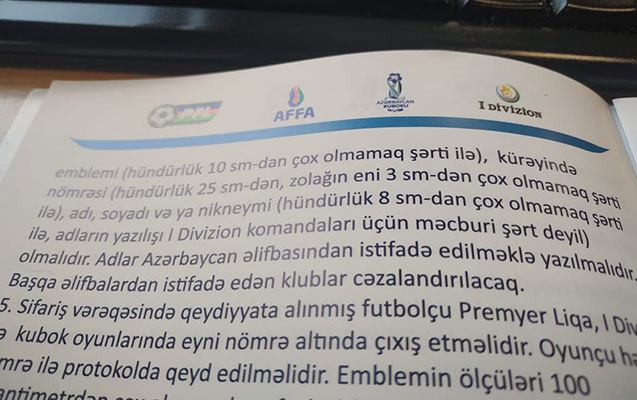 PFL
AFFA
AZƏRBAYCAN
KUBOKU
I DiViZiON
emblemi (hündürlük 10 sm-dan çox olmamaq şərti ilə), kürəyində
nömrəsi (hündürlük 25 sm-dən, zolağın eni 3 sm-dən çox olmamaq şərti
ilə), adı, soyadı və ya nikneymi (hündürlük 8 sm-dan çox olmamaq şərti
ilə, adların yazılışı I Divizion komandaları üçün məcburi şərt deyil)
olmalıdır. Adlar Azərbaycan əlifbasından istifadə edilməklə yazılmalıdır.
Başqa əlifbalardan istifadə edən klublar cəzalandırılacaq.
5. Sifariş vərəqəsində qeydiyyata alınmış futbolçu Premyer Liqa, I Div
ə kubok oyunlarında eyni nömrə altında çıxış etməlidir. Oyunçu hə
mrə ilə protokolda qeyd edilməlidir. Emblemin ölçüləri 100